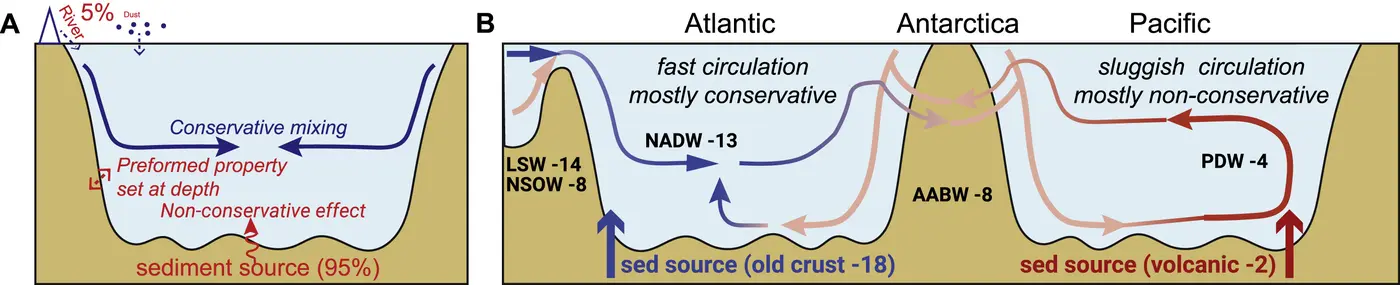 A
River
5%
Dust
Conservative mixing
Preformed property
set at depth
Non-conservative effect
sediment source (95%)
B
Atlantic
Antarctica
Pacific
fast circulation
mostly conservative
sluggish circulation
mostly non-conservative
NADW -13
LSW -14
NSOW -8
AABW -8
PDW -4
sed source (old crust -18)
sed source (volcanic -2)